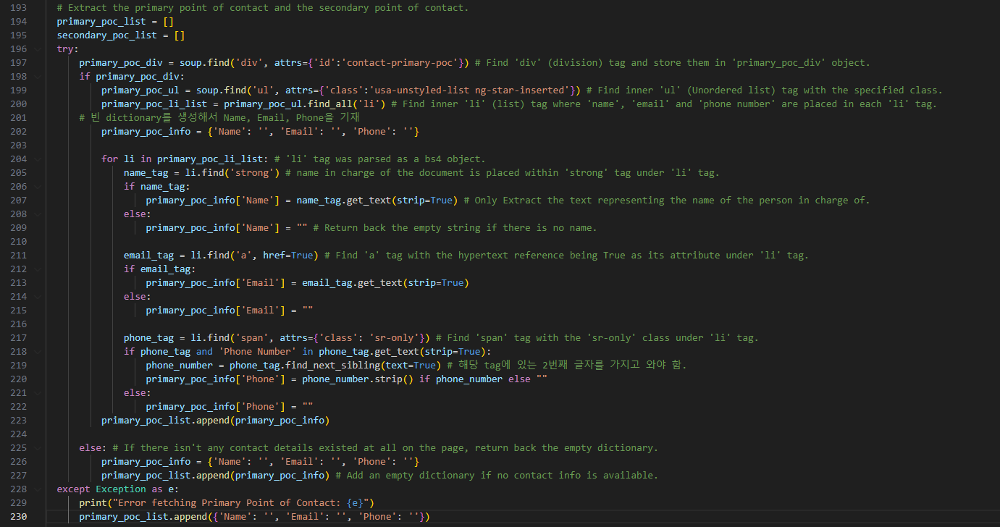 193 # Extract the primary point of contact and the secondary point of contact.
194 primary_poc_list = []
195 secondary_poc_list = []
196 try:
197     primary_poc_div = soup.find('div', attrs={'id':'contact-primary-poc'}) # Find 'div' (division) tag and store them in 'primary_poc_div' object.
198     if primary_poc_div:
199         primary_poc_ul = soup.find('ul', attrs={'class':'usa-unstyled-list ng-star-inserted'}) # Find inner 'ul' (Unordered list) tag with the specified class.
200         primary_poc_li_list = primary_poc_ul.find_all('li') # Find inner 'li' (list) tag where 'name', 'email' and 'phone number' are placed in each 'li' tag.
201     # 빈 dictionary를 생성해서 Name, Email, Phone을 기재
202         primary_poc_info = {'Name': '', 'Email': '', 'Phone': ''}
203
204         for li in primary_poc_li_list: # 'li' tag was parsed as a bs4 object.
205             name_tag = li.find('strong') # name in charge of the document is placed within 'strong' tag under 'li' tag.
206             if name_tag:
207                 primary_poc_info['Name'] = name_tag.get_text(strip=True) # Only Extract the text representing the name of the person in charge of.
208             else:
209                 primary_poc_info['Name'] = "" # Return back the empty string if there is no name.
210
211             email_tag = li.find('a', href=True) # Find 'a' tag with the hypertext reference being True as its attribute under 'li' tag.
212             if email_tag:
213                 primary_poc_info['Email'] = email_tag.get_text(strip=True)
214             else:
215                 primary_poc_info['Email'] = ""
216
217             phone_tag = li.find('span', attrs={'class': 'sr-only'}) # Find 'span' tag with the 'sr-only' class under 'li' tag.
218             if phone_tag and 'Phone Number' in phone_tag.get_text(strip=True):
219                 phone_number = phone_tag.find_next_sibling(text=True) # 해당 tag에 있는 2번째 글자를 가지고 와야 함.
220                 primary_poc_info['Phone'] = phone_number.strip() if phone_number else ""
221             else:
222                 primary_poc_info['Phone'] = ""
223         primary_poc_list.append(primary_poc_info)
224
225     else: # If there isn't any contact details existed at all on the page, return back the empty dictionary.
226         primary_poc_info = {'Name': '', 'Email': '', 'Phone': ''}
227         primary_poc_list.append(primary_poc_info) # Add an empty dictionary if no contact info is available.
228 except Exception as e:
229     print("Error fetching Primary Point of Contact: {e}")
230     primary_poc_list.append({'Name': '', 'Email': '', 'Phone': ''})